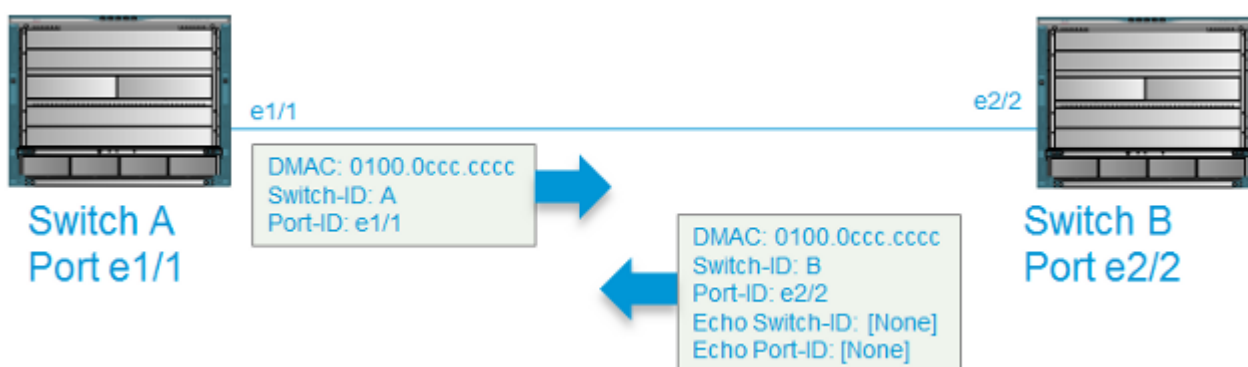 e1/1
e2/2
DMAC: 0100.0ccc.cccc
Switch-ID: A
Port-ID: e1/1
Switch A
Port e1/1
DMAC: 0100.0ccc.cccc
Switch-ID: B
Port-ID: e2/2
Echo Switch-ID: [None]
Echo Port-ID: [None]
Switch B
Port e2/2